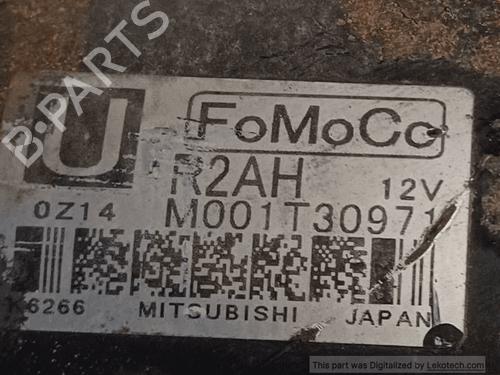 B-PARTS
U FoMoCo
R2AH 12V
0Z14 M001T30971
6266 MITSUBISHI JAPAN
This part was Digitalized by Lekotech.com